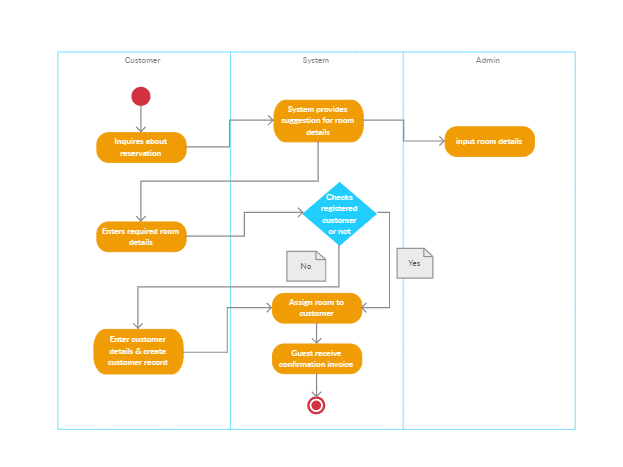 Customer
System
Admin
System provides
suggestion for room
details
Inquires about
reservation
input room details
Checks
registered
customer
or not
Enters required room
details
No
Yes
Assign room to
customer
Enter customer
details & create
customer record
Guest receive
confirmation invoice